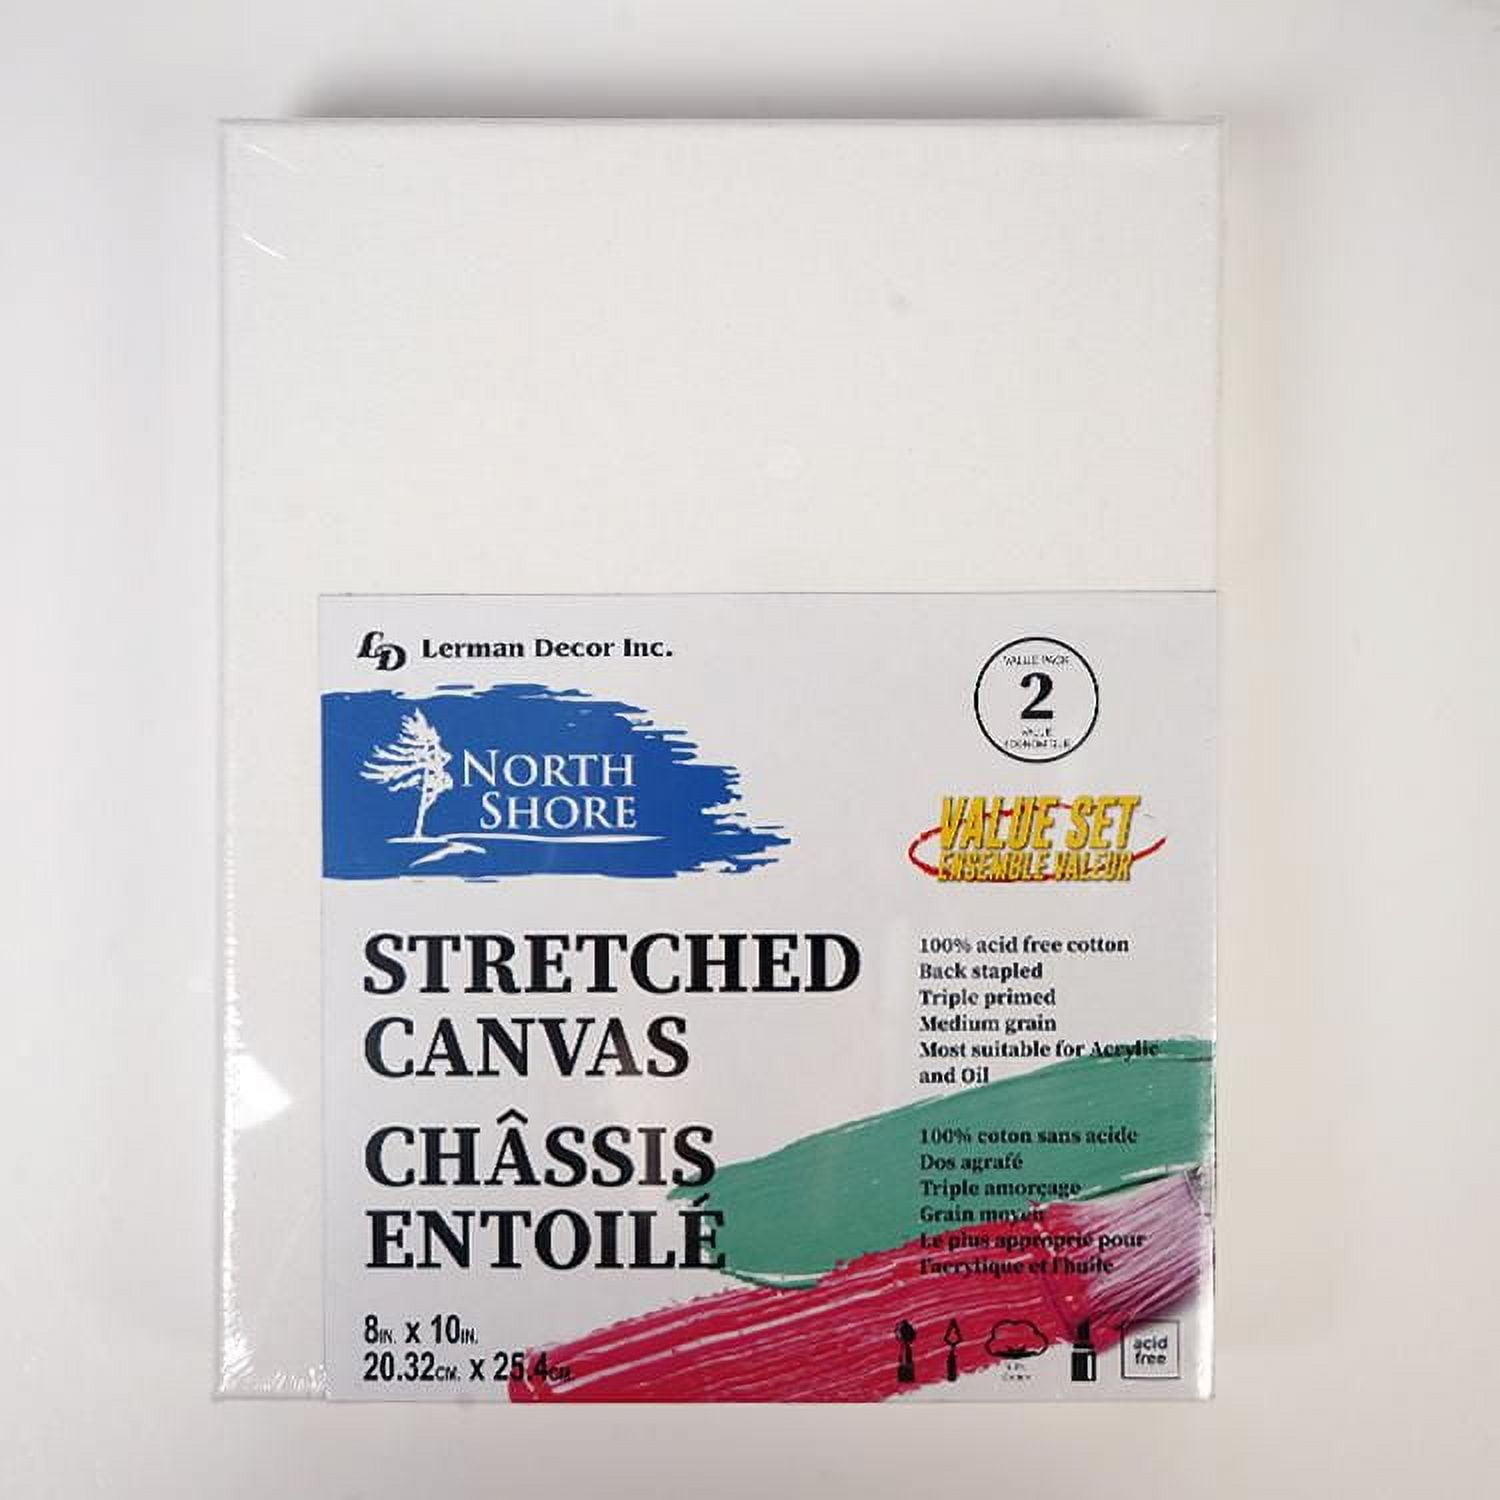 LD Lerman Decor Inc.
VALUE PACK
2
NORTH
SHORE
VALUE SET
ENSEMBLE VALEUR
STRETCHED
CANVAS
CHÂSSIS
ENTOILÉ
8IN. X 10IN.
20.32CM. X 25.4CM.
100% acid free cotton
Back stapled
Triple primed
Medium grain
Most suitable for Acrylic
and Oil
100% coton sans acide
Dos agrafé
Triple amorçage
Grain moyen
Le plus approprié pour
l'acrylique et l'huile
acid
free